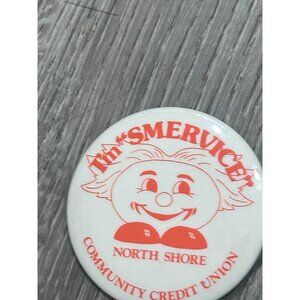 I'm "SMERVICE"
NORTH SHORE
COMMUNITY CREDIT UNION